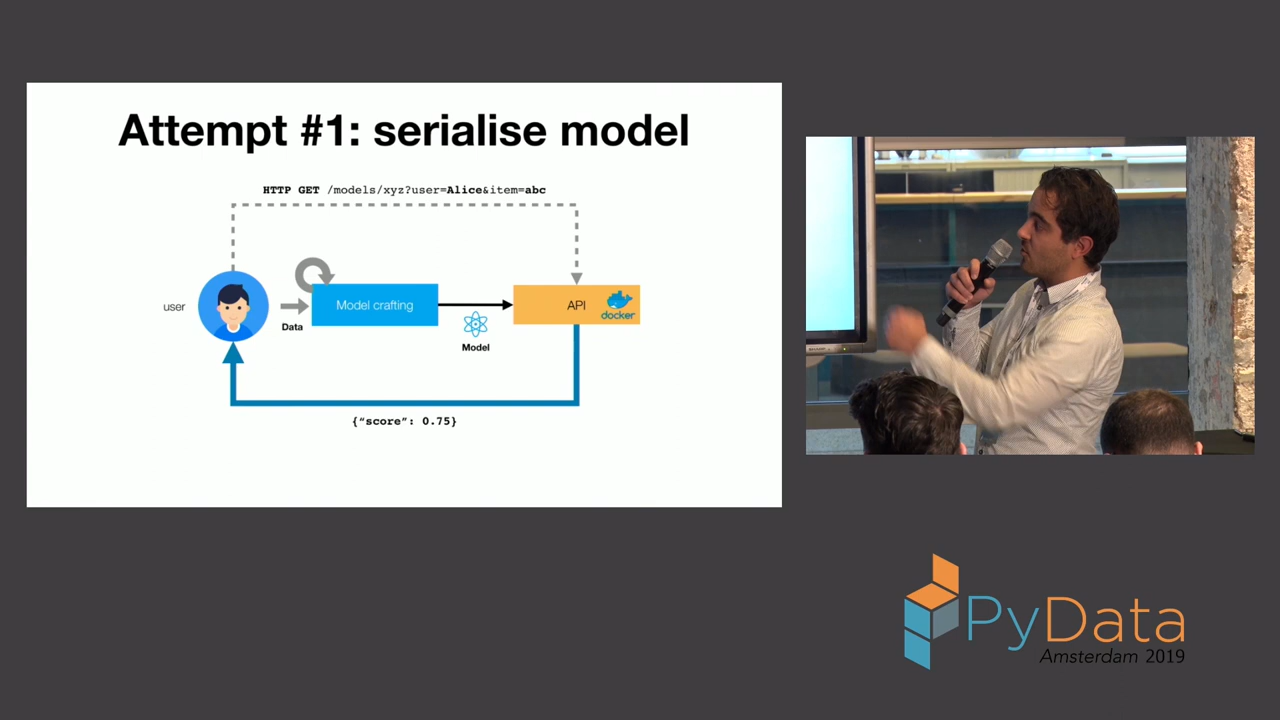 Attempt #1: serialise model
HTTP GET /models/xyz?user=Alice&item=abc
user
Data
Model crafting
Model
API
docker
{“score”: 0.75}
PyData
Amsterdam 2019